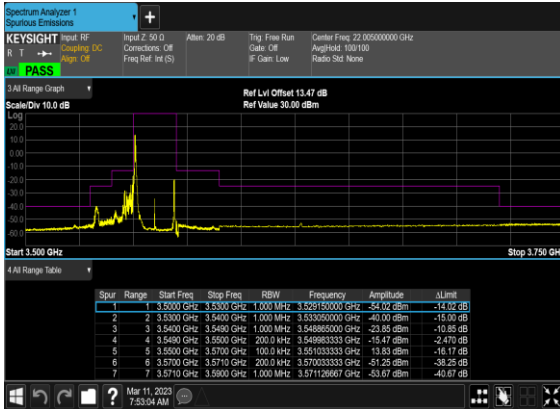 Spectrum Analyzer 1
Spurious Emissions
+
KEYSIGHT Input: RF Input Z: 50 Ω Atten: 20 dB Trig: Free Run Center Freq: 22.005000000 GHz
R T Coupling: DC Corrections: Off Gate: Off Avg|Hold: 100/100
Align: Off Freq Ref: Int (S) IF Gain: Low Radio Std: None
PASS
3 All Range Graph
Ref Lvl Offset 13.47 dB
Scale/Div 10.0 dB Ref Value 30.00 dBm
Log
20.0
10.0
0.00
-10.0
-20.0
-30.0
-40.0
-50.0
-60.0
Start 3.500 GHz Stop 3.750 GHz
4 All Range Table
Spur Range Start Freq Stop Freq RBW Frequency Amplitude ΔLimit
1 1 3.5000 GHz 3.5300 GHz 1.000 MHz 3.529150000 GHz -54.02 dBm -14.02 dB
2 2 3.5300 GHz 3.5400 GHz 1.000 MHz 3.533050000 GHz -40.00 dBm -15.00 dB
3 3 3.5400 GHz 3.5490 GHz 1.000 MHz 3.548865000 GHz -23.85 dBm -10.85 dB
4 4 3.5490 GHz 3.5500 GHz 200.0 kHz 3.549983333 GHz -15.47 dBm -2.470 dB
5 5 3.5500 GHz 3.5700 GHz 100.0 kHz 3.551033333 GHz 13.83 dBm -16.17 dB
6 6 3.5700 GHz 3.5710 GHz 200.0 kHz 3.570033333 GHz -51.25 dBm -38.25 dB
7 7 3.5710 GHz 3.5900 GHz 1.000 MHz 3.571126667 GHz -53.67 dBm -40.67 dB
?
Mar 11, 2023
7:53:04 AM